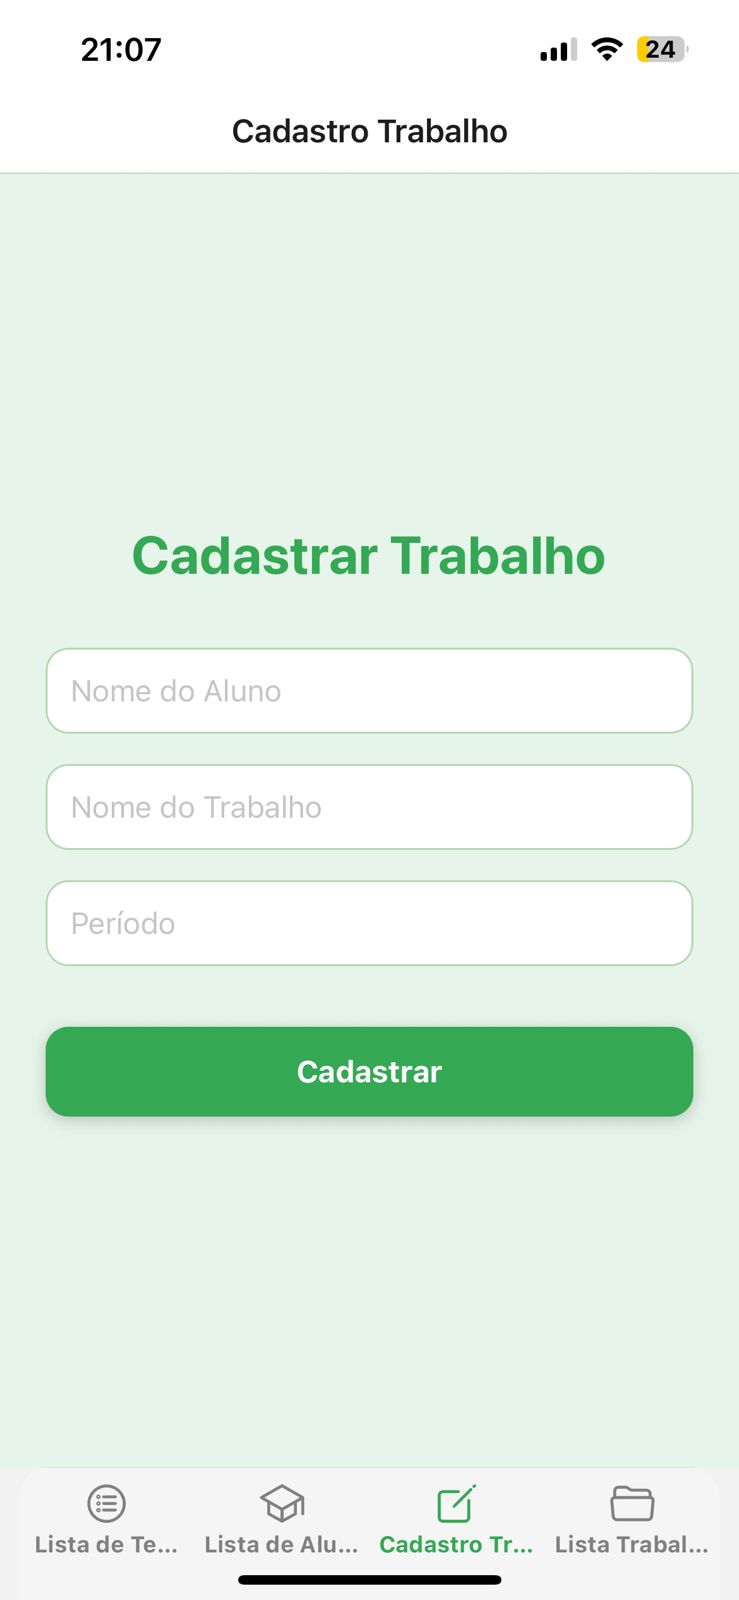 21:07
24
Cadastro Trabalho
Cadastrar Trabalho
Nome do Aluno
Nome do Trabalho
Período
Cadastrar
Lista de Te... Lista de Alu... Cadastro Tr... Lista Trabal...